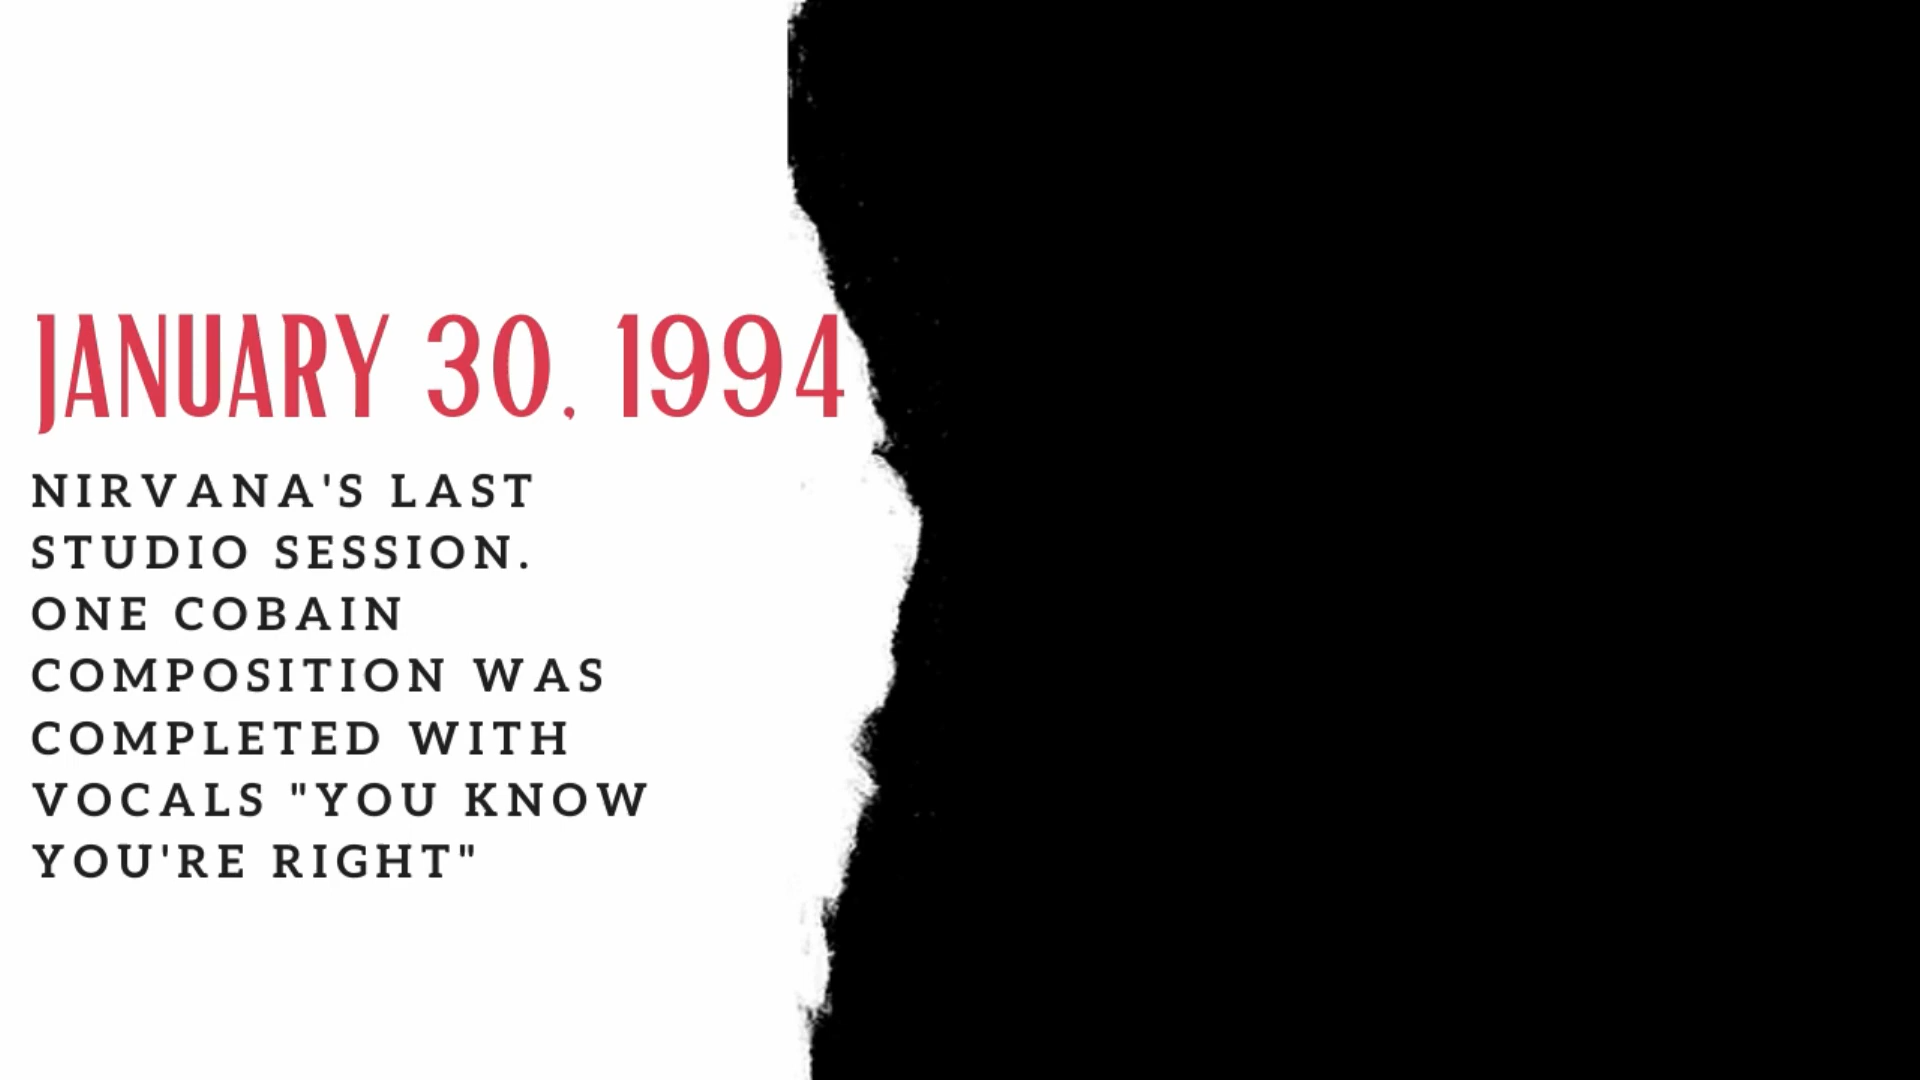 JANUARY 30, 1994
NIRVANA'S LAST
STUDIO SESSION.
ONE COBAIN
COMPOSITION WAS
COMPLETED WITH
VOCALS "YOU KNOW
YOU'RE RIGHT"